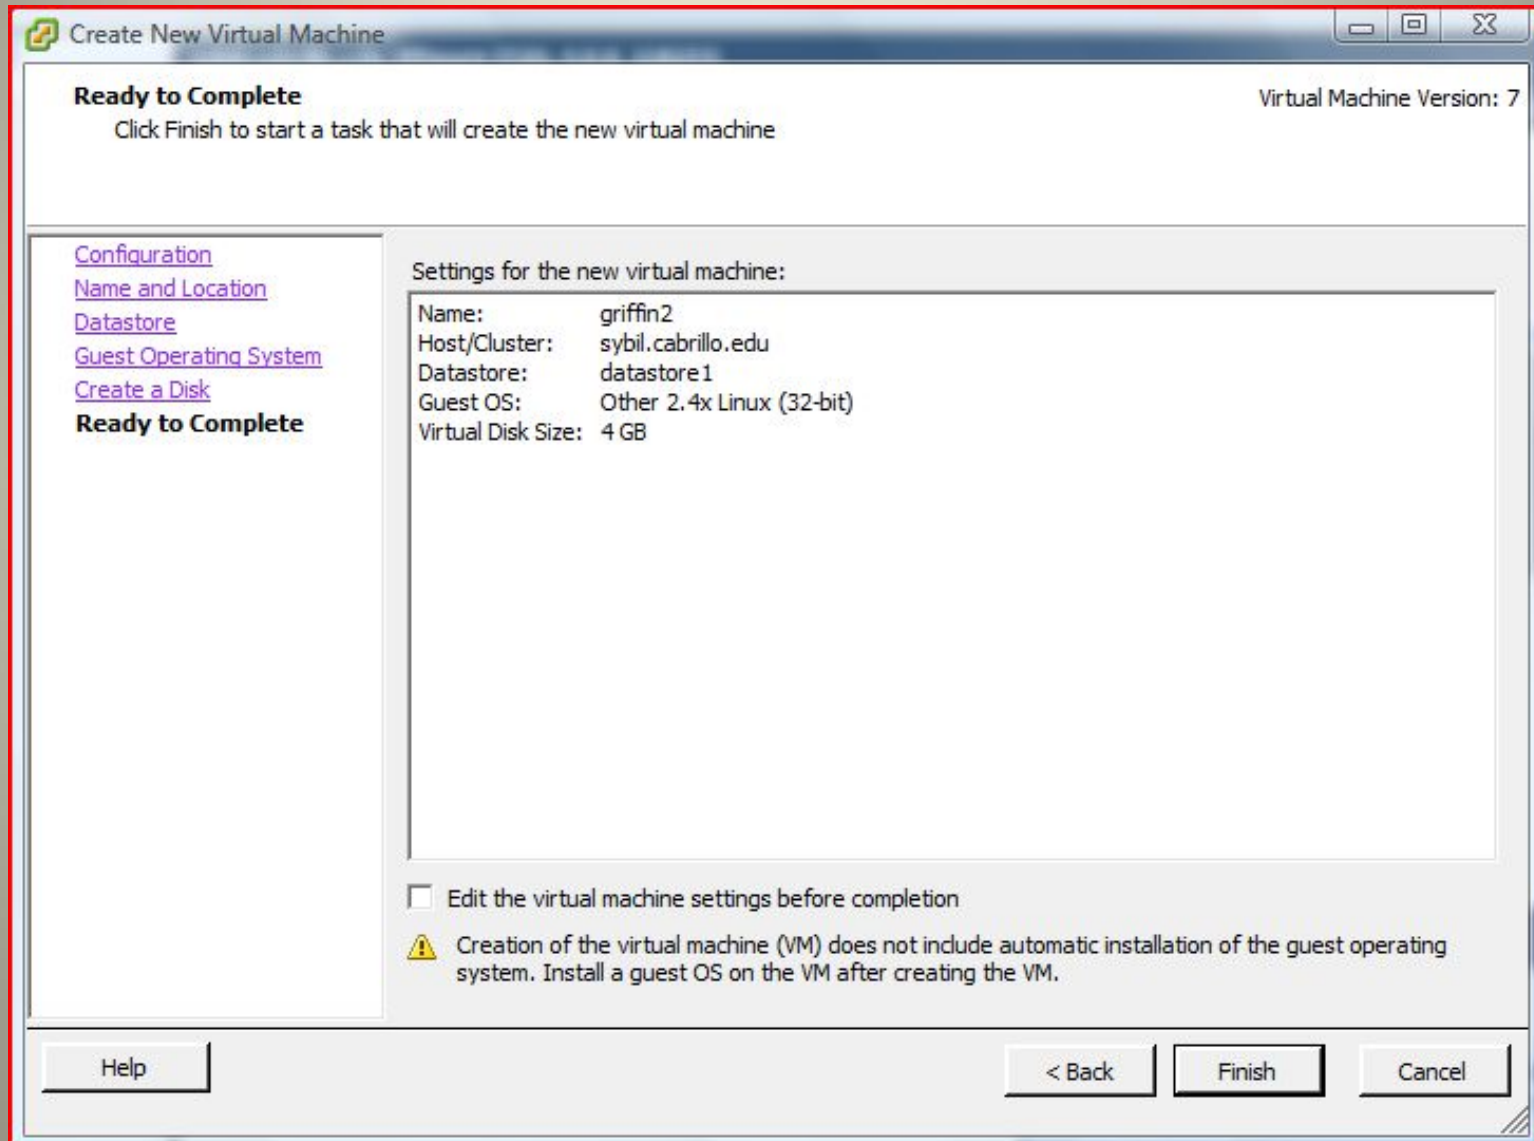 Create New Virtual Machine
Ready to Complete
Virtual Machine Version: 7
Click Finish to start a task that will create the new virtual machine
Configuration
Name and Location
Datastore
Guest Operating System
Create a Disk
Ready to Complete
Settings for the new virtual machine:
Name: griffin2
Host/Cluster: sybil.cabrillo.edu
Datastore: datastore1
Guest OS: Other 2.4x Linux (32-bit)
Virtual Disk Size: 4 GB
Edit the virtual machine settings before completion
Creation of the virtual machine (VM) does not include automatic installation of the guest operating
system. Install a guest OS on the VM after creating the VM.
Help
< Back
Finish
Cancel